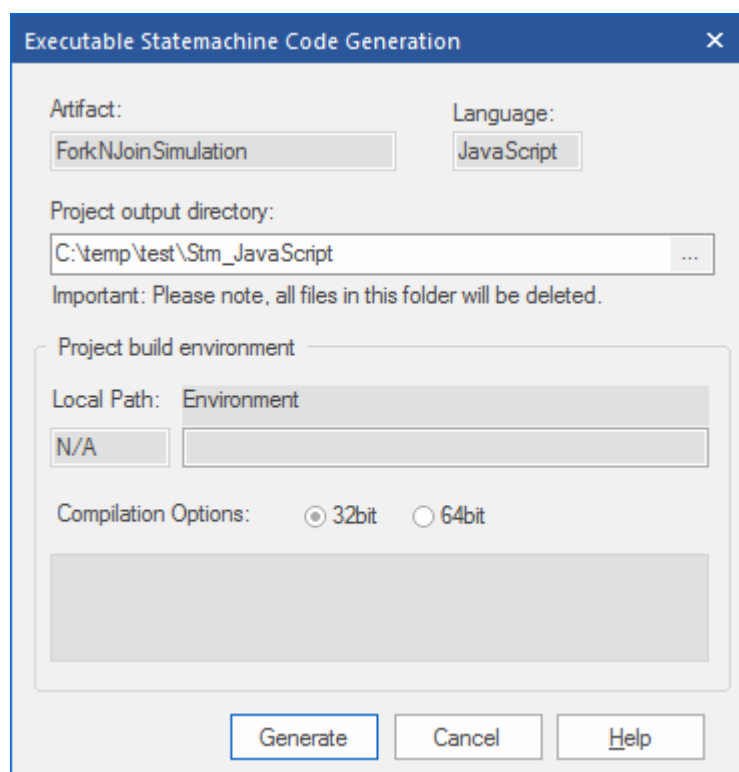 Executable Statemachine Code Generation
Artifact:
Language:
ForkNJoinSimulation
JavaScript
Project output directory:
C:\temp\test\Stm_JavaScript
...
Important: Please note, all files in this folder will be deleted.
Project build environment
Local Path:
Environment
N/A
Compilation Options:
32bit
64bit
Generate
Cancel
Help